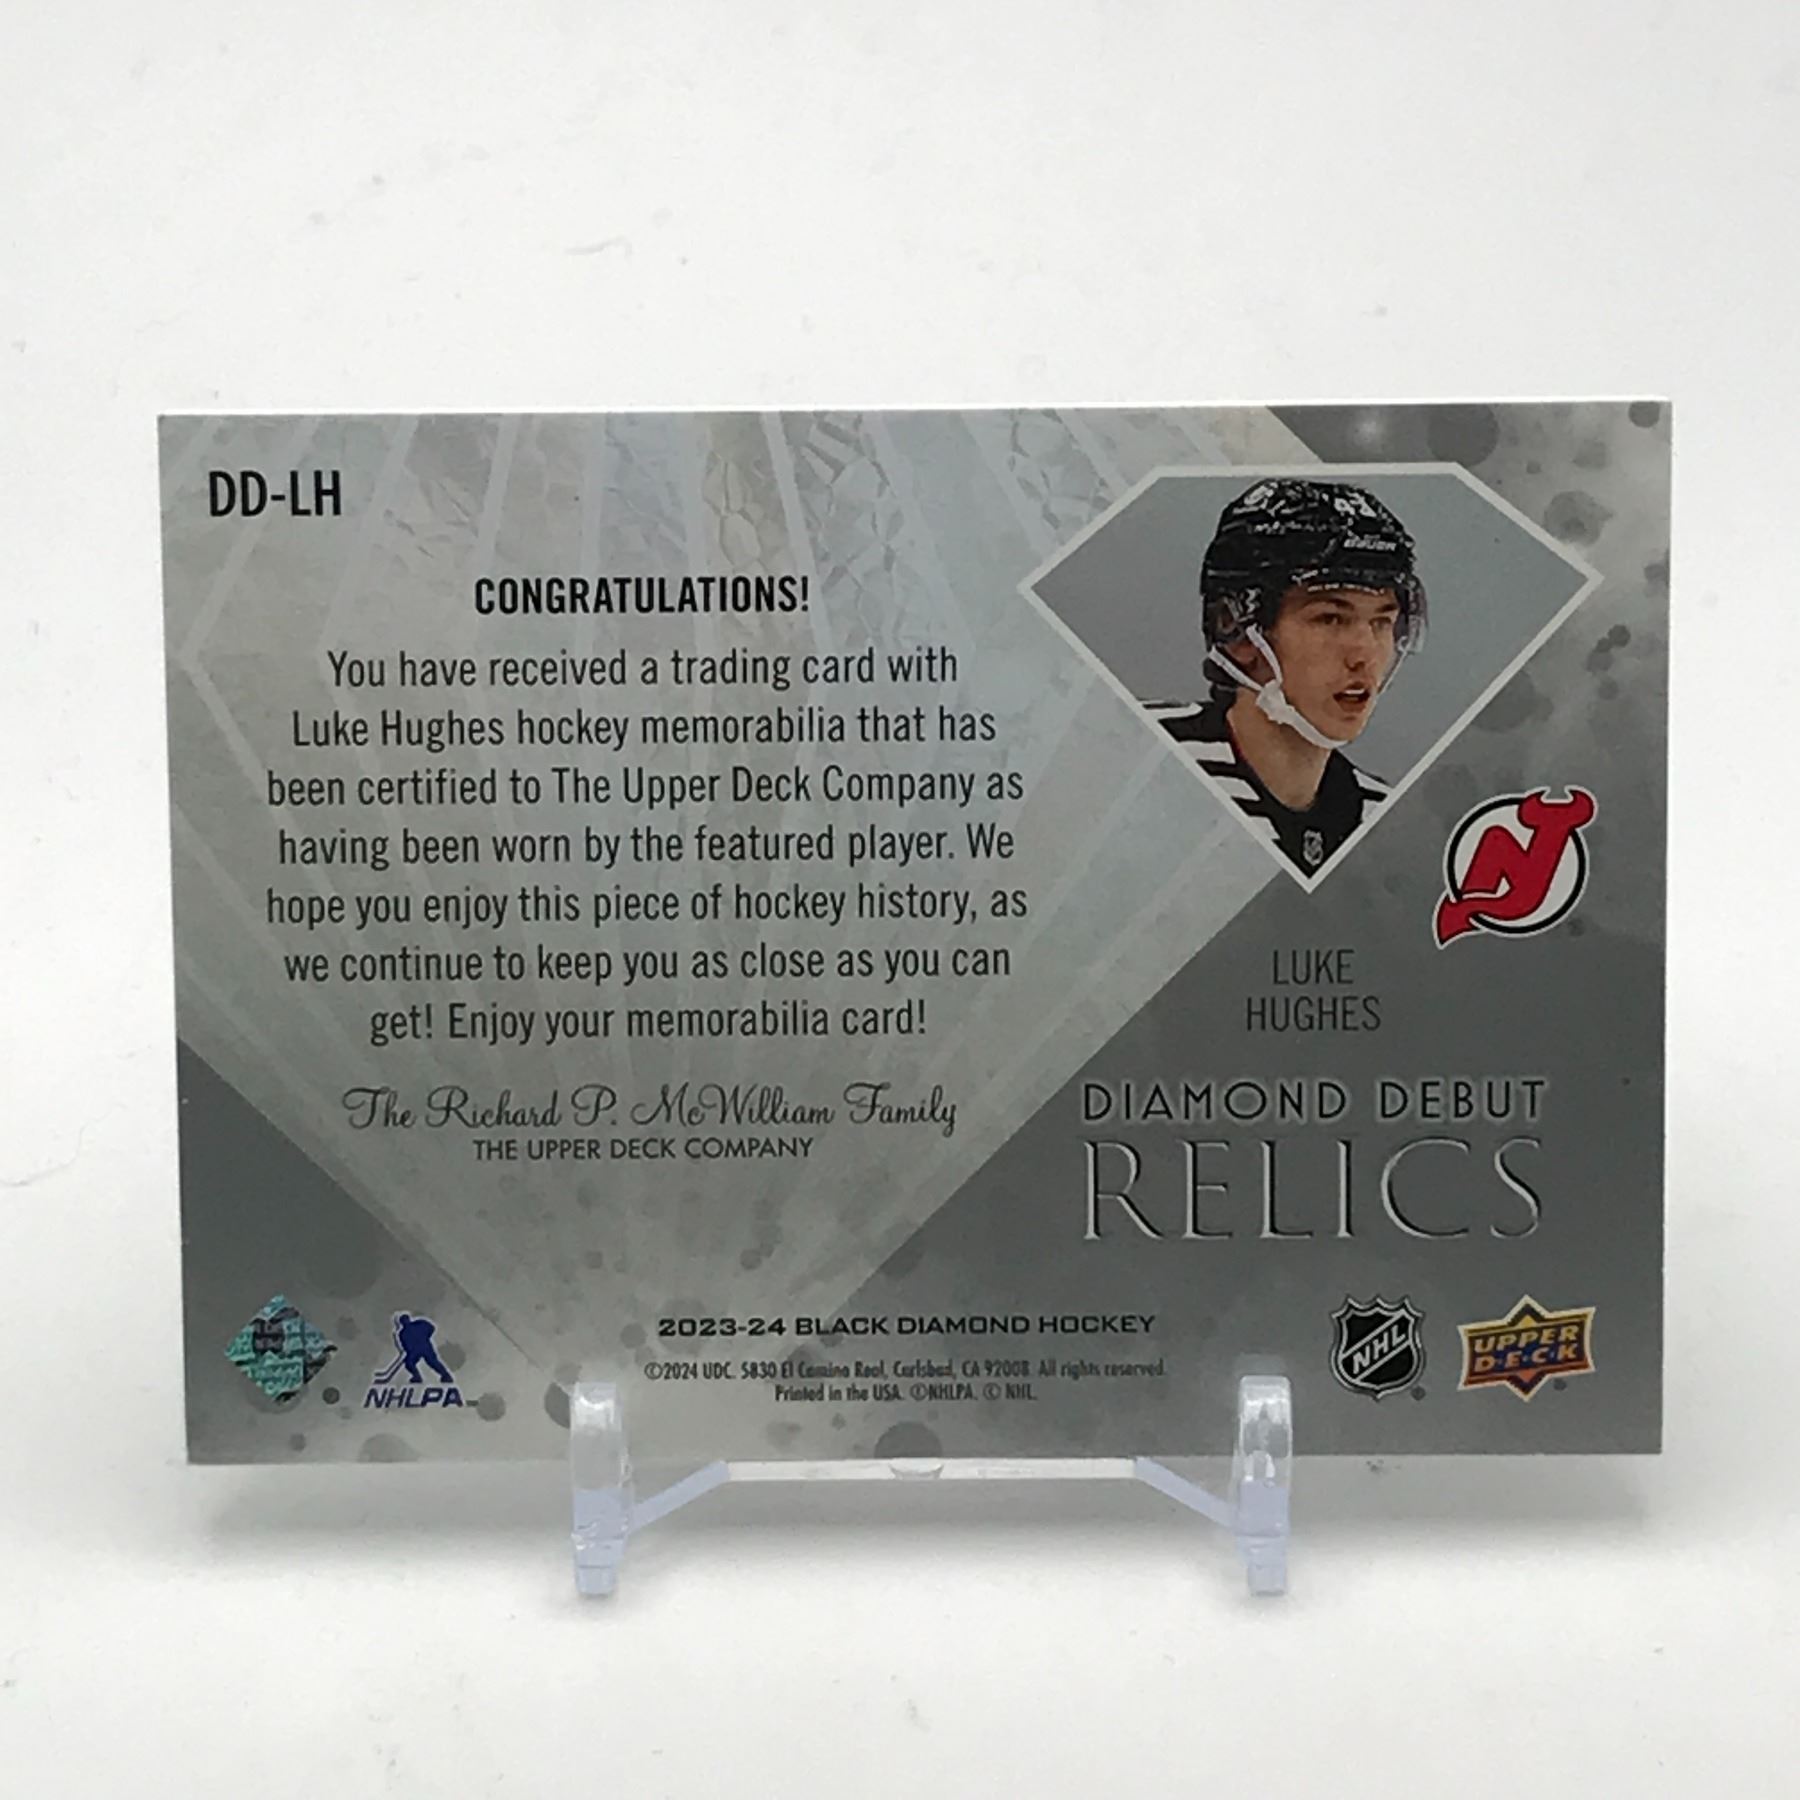 DD-LH
CONGRATULATIONS!
You have received a trading card with
Luke Hughes hockey memorabilia that has
been certified to The Upper Deck Company as
having been worn by the featured player. We
hope you enjoy this piece of hockey history, as
we continue to keep you as close as you can
get! Enjoy your memorabilia card!
The Richard P. McWilliam Family
THE UPPER DECK COMPANY
BAUER
LUKE
HUGHES
DIAMOND DEBUT
RELICS
NHLPA
2023-24 BLACK DIAMOND HOCKEY
©2024 UDC. 5830 El Camino Real, Carlsbad, CA 92008. All rights reserved.
Printed in the USA. ©NHLPA. © NHL.
NHL
UPPER
DECK